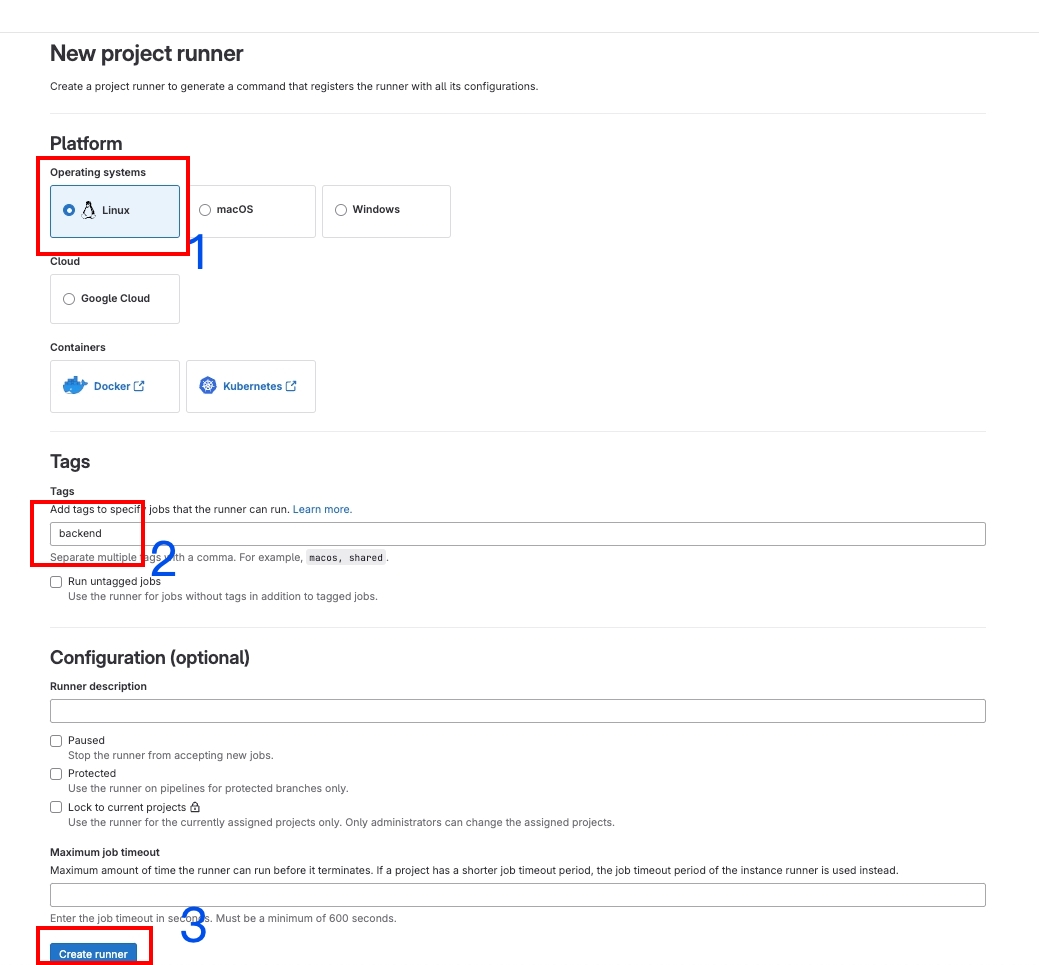 New project runner
Create a project runner to generate a command that registers the runner with all its configurations.
Platform
Operating systems
Linux macOS Windows
1
Cloud
Google Cloud
Containers
Docker Kubernetes
Tags
Tags
Add tags to specify jobs that the runner can run. Learn more.
backend
2
Separate multiple tags with a comma. For example, macos, shared.
Run untagged jobs
Use the runner for jobs without tags in addition to tagged jobs.
Configuration (optional)
Runner description
Paused
Stop the runner from accepting new jobs.
Protected
Use the runner on pipelines for protected branches only.
Lock to current projects
Use the runner for the currently assigned projects only. Only administrators can change the assigned projects.
Maximum job timeout
Maximum amount of time the runner can run before it terminates. If a project has a shorter job timeout period, the job timeout period of the instance runner is used instead.
Enter the job timeout in seconds. Must be a minimum of 600 seconds.
3
Create runner